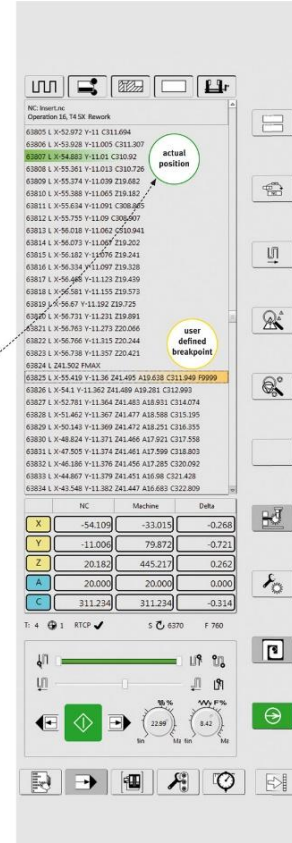 NC: Insert.nc
Operation 16, T4 5X Rework
63805 L X-52.972 Y-11 C311.694
63806 L X-53.928 Y-11.005 C311.307
63807 L X-54.883 Y-11.01 C310.92
63808 L X-55.361 Y-11.013 C310.726
63809 L X-55.374 Y-11.039 Z19.682
63810 L X-55.388 Y-11.065 Z19.182
63811 L X-55.634 Y-11.091 C308.885
63812 L X-55.755 Y-11.09 C308.907
63813 L X-56.018 Y-11.062 C310.941
63814 L X-56.073 Y-11.067 Z19.202
63815 L X-56.182 Y-11.076 Z19.241
63816 L X-56.334 Y-11.097 Z19.328
63817 L X-56.468 Y-11.123 Z19.439
63818 L X-56.581 Y-11.155 Z19.573
63819 L X-56.67 Y-11.192 Z19.725
63820 L X-56.731 Y-11.231 Z19.891
63821 L X-56.763 Y-11.273 Z20.066
63822 L X-56.766 Y-11.315 Z20.244
63823 L X-56.738 Y-11.357 Z20.421
63824 L Z41.502 FMAX
63825 L X-55.419 Y-11.36 Z41.495 A19.638 C311.949 F9999
63826 L X-54.1 Y-11.362 Z41.489 A19.281 C312.993
63827 L X-52.781 Y-11.364 Z41.483 A18.931 C314.074
63828 L X-51.462 Y-11.367 Z41.477 A18.588 C315.195
63829 L X-50.143 Y-11.369 Z41.472 A18.251 C316.355
63830 L X-48.824 Y-11.371 Z41.466 A17.921 C317.558
63831 L X-47.505 Y-11.374 Z41.461 A17.599 C318.803
63832 L X-46.186 Y-11.376 Z41.456 A17.285 C320.092
63833 L X-44.867 Y-11.379 Z41.451 A16.98 C321.428
63834 L X-43.548 Y-11.382 Z41.447 A16.683 C322.809
actual
position
user
defined
breakpoint
NC Machine Delta
X -54.109 -33.015 -0.268
Y -11.006 79.872 -0.721
Z 20.182 445.217 0.262
A 20.000 20.000 0.000
C 311.234 311.234 -0.314
T: 4 1 RTCP S 6370 F 760
% F%
22.99 8.42